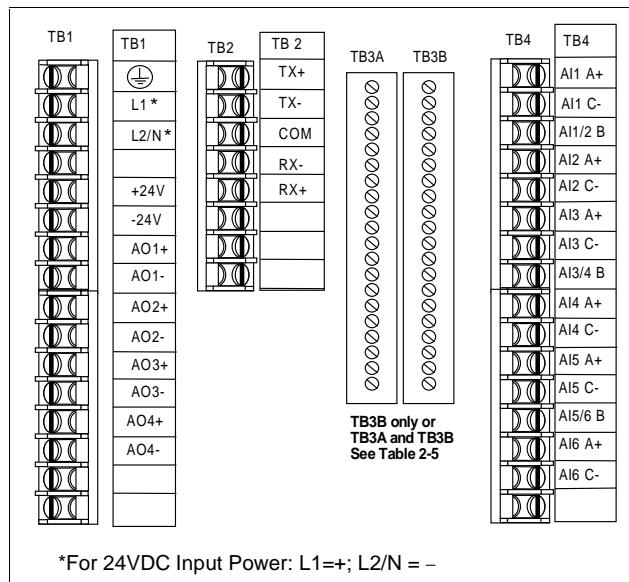 TB1
TB1
L1*
L2/N*
+24V
-24V
AO1+
AO1-
AO2+
AO2-
AO3+
AO3-
AO4+
AO4-
TB2
TB 2
TX+
TX-
COM
RX-
RX+
TB3A TB3B
TB3B only or
TB3A and TB3B
See Table 2-5
TB4
TB4
AI1 A+
AI1 C-
AI1/2 B
AI2 A+
AI2 C-
AI3 A+
AI3 C-
AI3/4 B
AI4 A+
AI4 C-
AI5 A+
AI5 C-
AI5/6 B
AI6 A+
AI6 C-
*For 24VDC Input Power: L1=+; L2/N = −